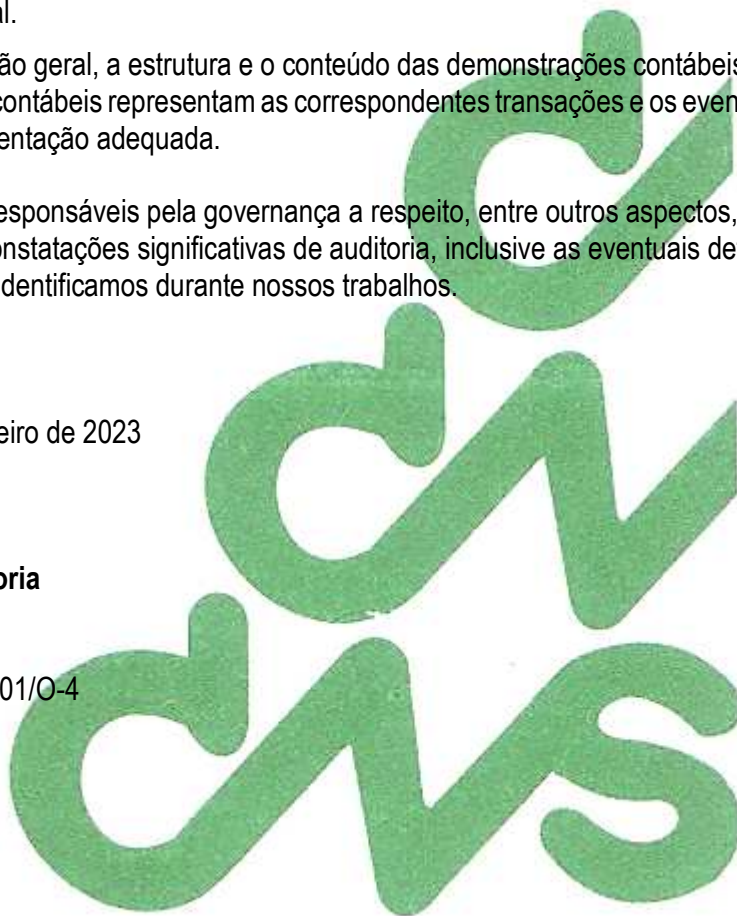 al.
ão geral, a estrutura e o conteúdo das demonstrações contábeis
contábeis representam as correspondentes transações e os even
entação adequada.
esponsáveis pela governança a respeito, entre outros aspectos,
onstatações significativas de auditoria, inclusive as eventuais de
identificamos durante nossos trabalhos.
eiro de 2023
oria
01/O-4
CNS